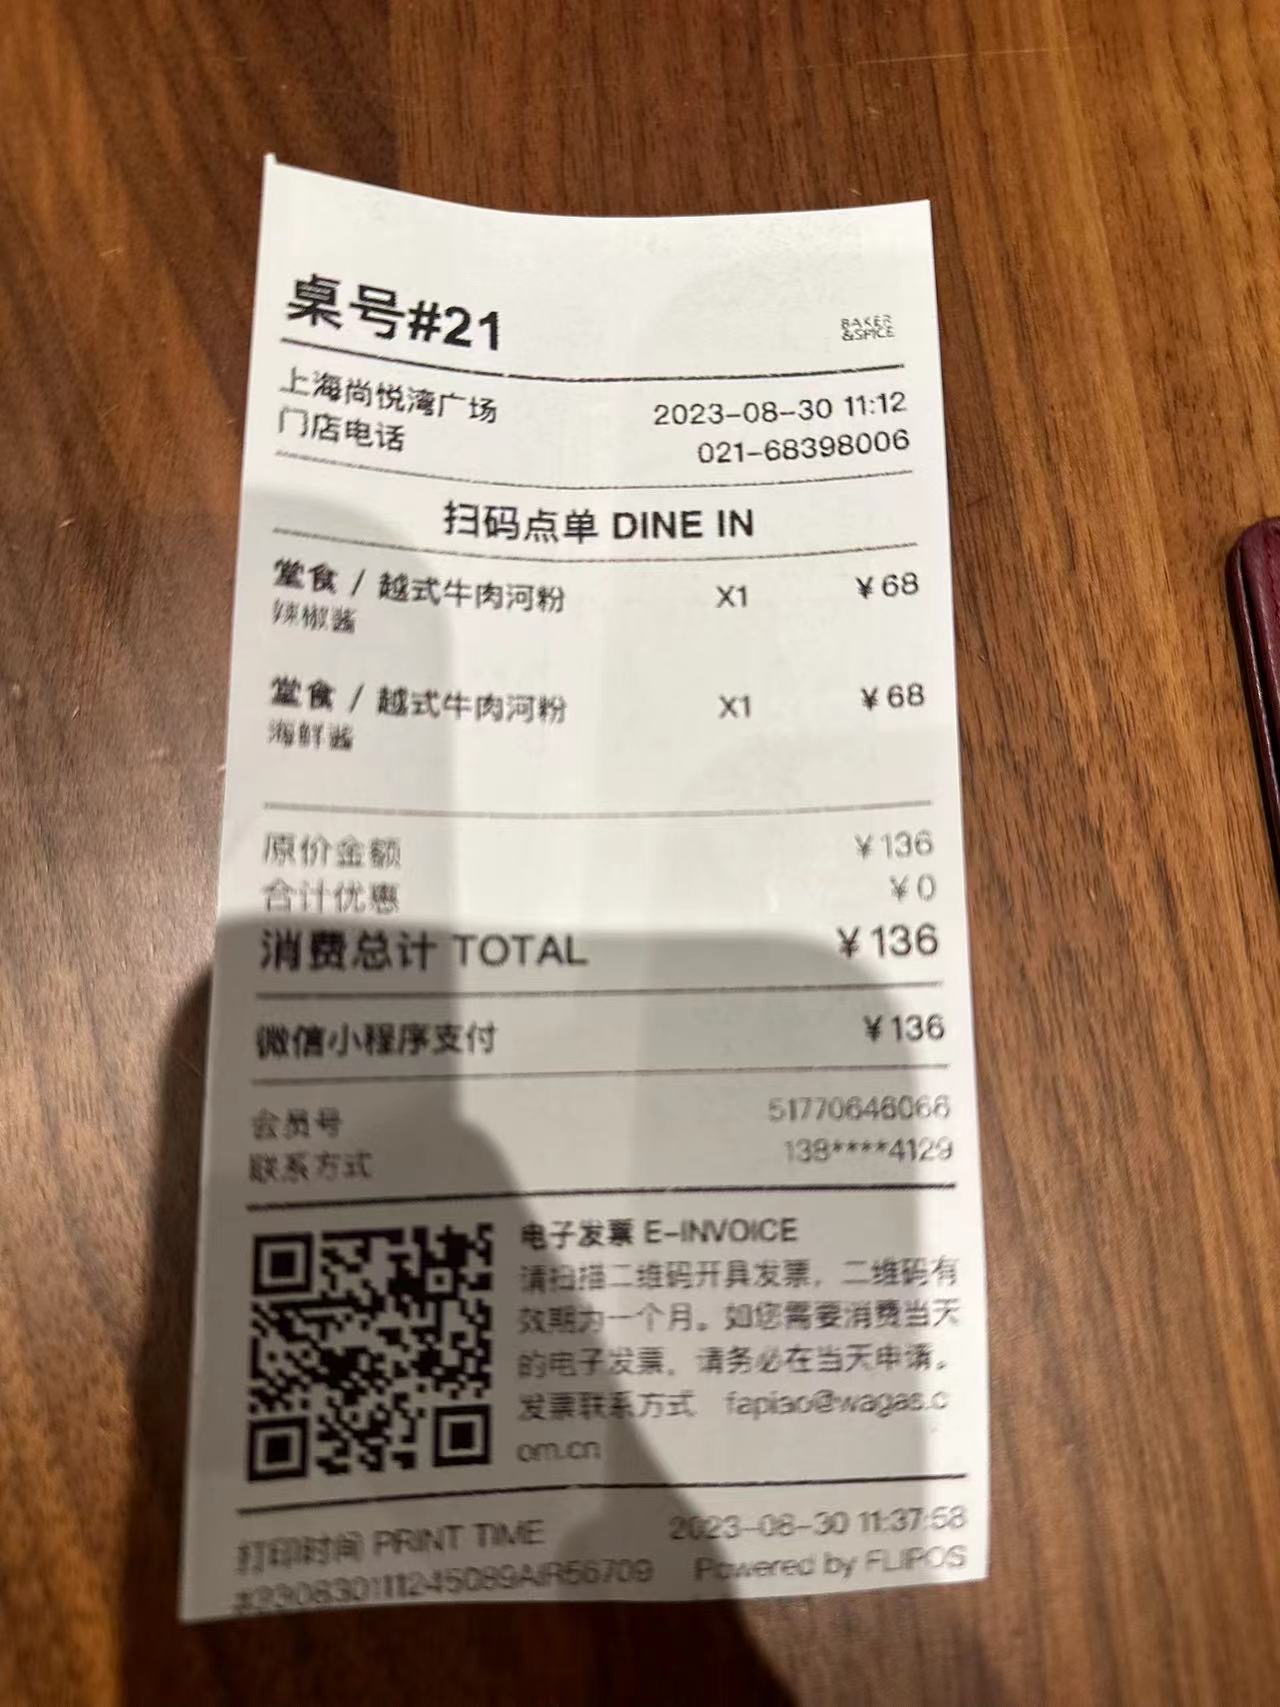 桌号#21
BAKER
&SPICE
上海尚悦湾广场 2023-08-30 11:12
门店电话 021-68398006
扫码点单 DINE IN
堂食 / 越式牛肉河粉 X1 ¥68
辣椒酱
堂食 / 越式牛肉河粉 X1 ¥68
海鲜酱
原价金额 ¥136
合计优惠 ¥0
消费总计 TOTAL ¥136
微信小程序支付 ¥136
会员号 51770646066
联系方式 138****4129
电子发票 E-INVOICE
请扫描二维码开具发票，二维码有
效期为一个月。如您需要消费当天
的电子发票，请务必在当天申请。
发票联系方式 fapiao@wagas.c
om.cn
打印时间 PRINT TIME 2023-08-30 11:37:58
Powered by FLIPOS